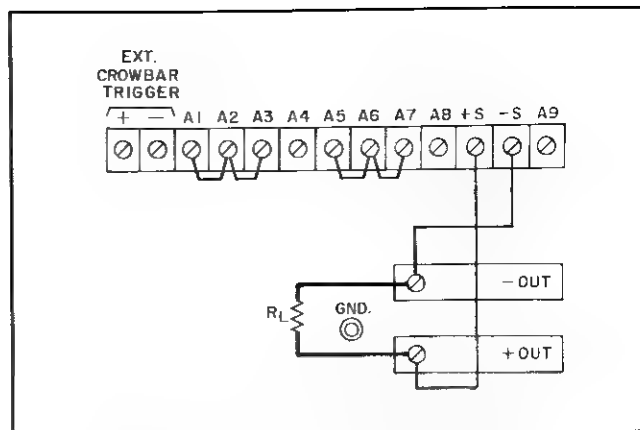 EXT.
CROWBAR
TRIGGER
+ − A1 A2 A3 A4 A5 A6 A7 A8 +S −S A9
−OUT
RL GND.
+OUT